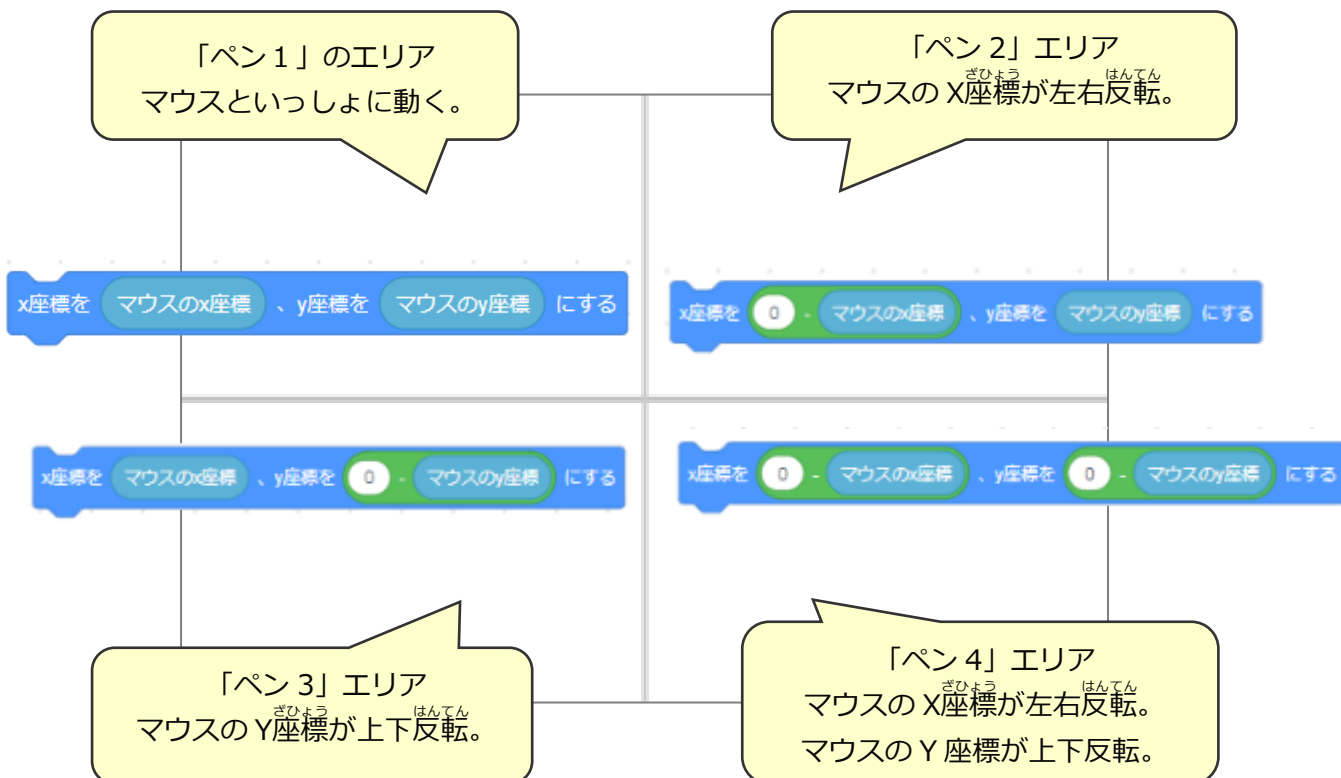 「ペン１」のエリア
マウスといっしょに動く。
「ペン 2」エリア
マウスの X座標が左右反転。
ざひょう はんてん
x座標を マウスのx座標 、y座標を マウスのy座標 にする
x座標を 0 - マウスのx座標 、y座標を マウスのy座標 にする
x座標を マウスのx座標 、y座標を 0 - マウスのy座標 にする
x座標を 0 - マウスのx座標 、y座標を 0 - マウスのy座標 にする
「ペン 3」エリア
マウスの Y座標が上下反転。
ざひょう はんてん
「ペン 4」エリア
マウスの X座標が左右反転。
ざひょう はんてん
マウスの Y 座標が上下反転。